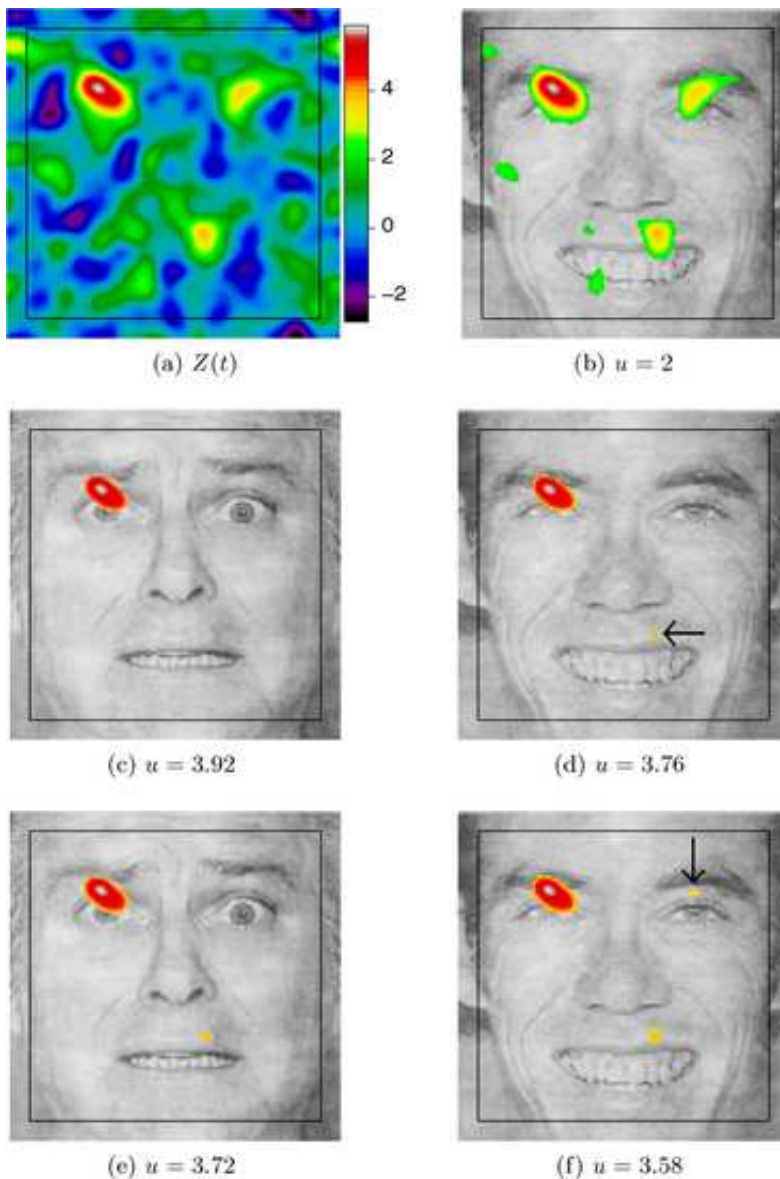 4
2
0
−2
(a) Z(t)
(b) u = 2
(c) u = 3.92
(d) u = 3.76
(e) u = 3.72
(f) u = 3.58